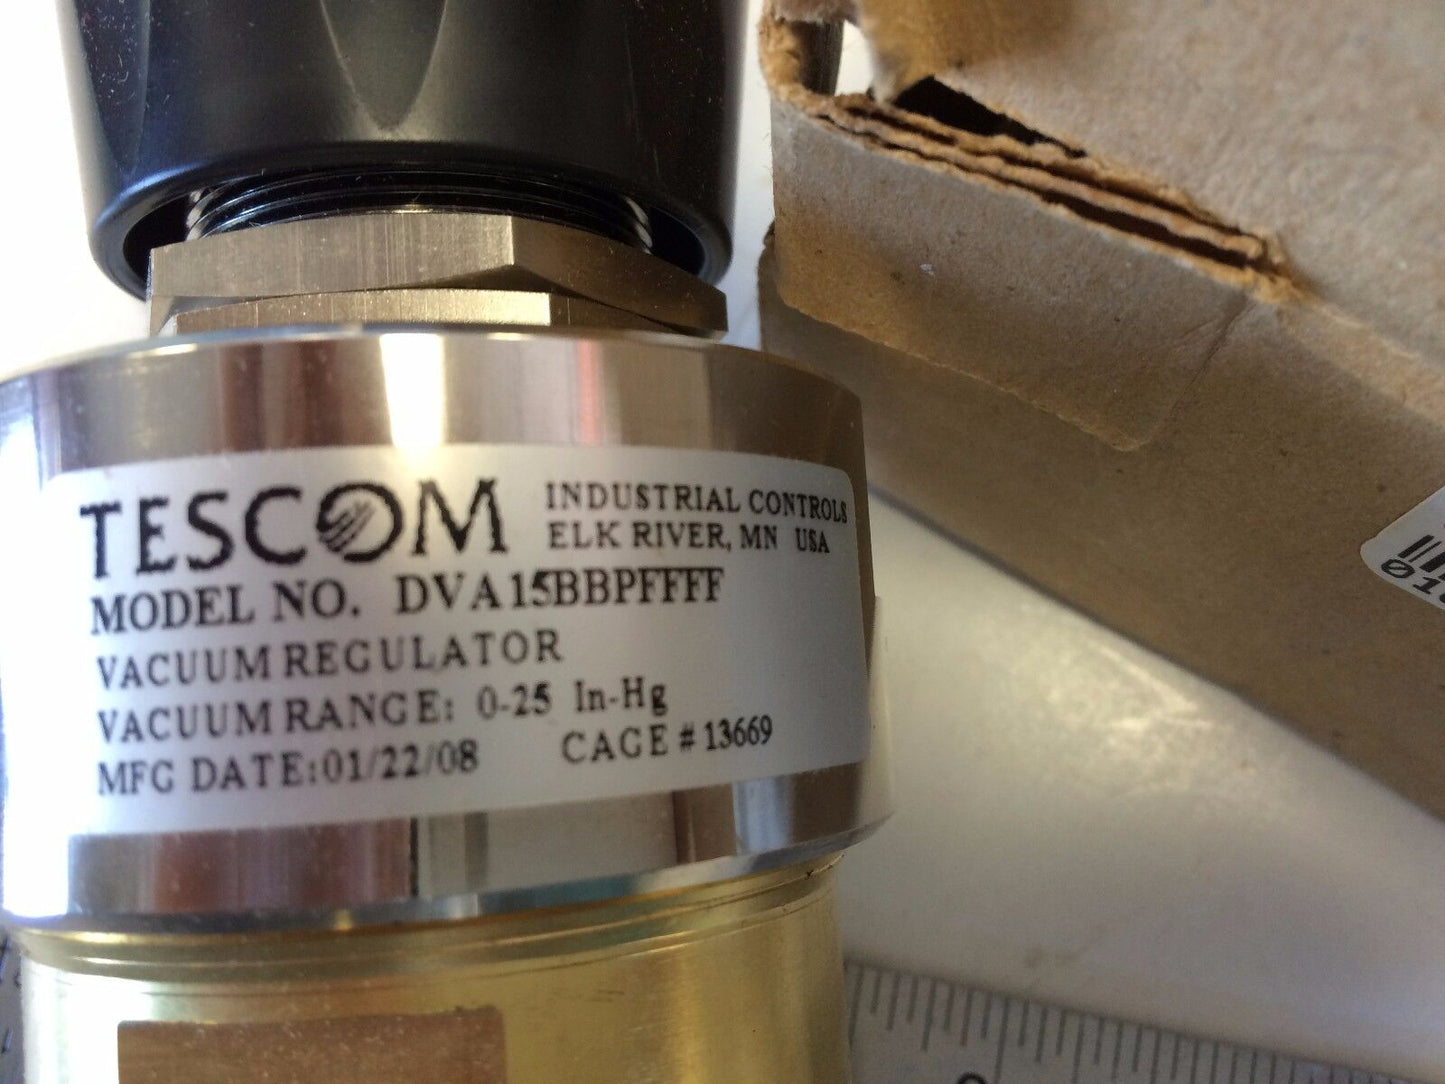 TESCOM
INDUSTRIAL CONTROLS
ELK RIVER, MN USA
MODEL NO. DVA15BBPFFFF
VACUUM REGULATOR
VACUUM RANGE: 0-25 In-Hg
MFG DATE:01/22/08 CAGE # 13669